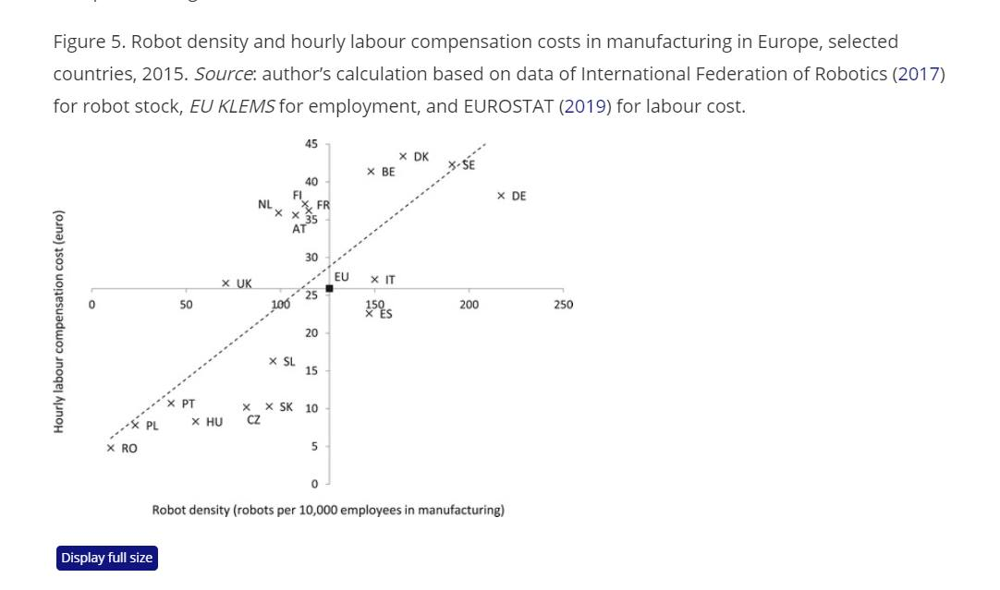 Figure 5. Robot density and hourly labour compensation costs in manufacturing in Europe, selected
countries, 2015. Source: author's calculation based on data of International Federation of Robotics (2017)
for robot stock, EU KLEMS for employment, and EUROSTAT (2019) for labour cost.
45
DK
SE
BE
40
FI
DE
NL
FR
35
AT
30
EU
IT
UK
25
0
50
100
150
200
250
ES
20
SL
15
PT
SK
10
HU
CZ
PL
RO
5
0
Hourly labour compensation cost (euro)
Robot density (robots per 10,000 employees in manufacturing)
Display full size